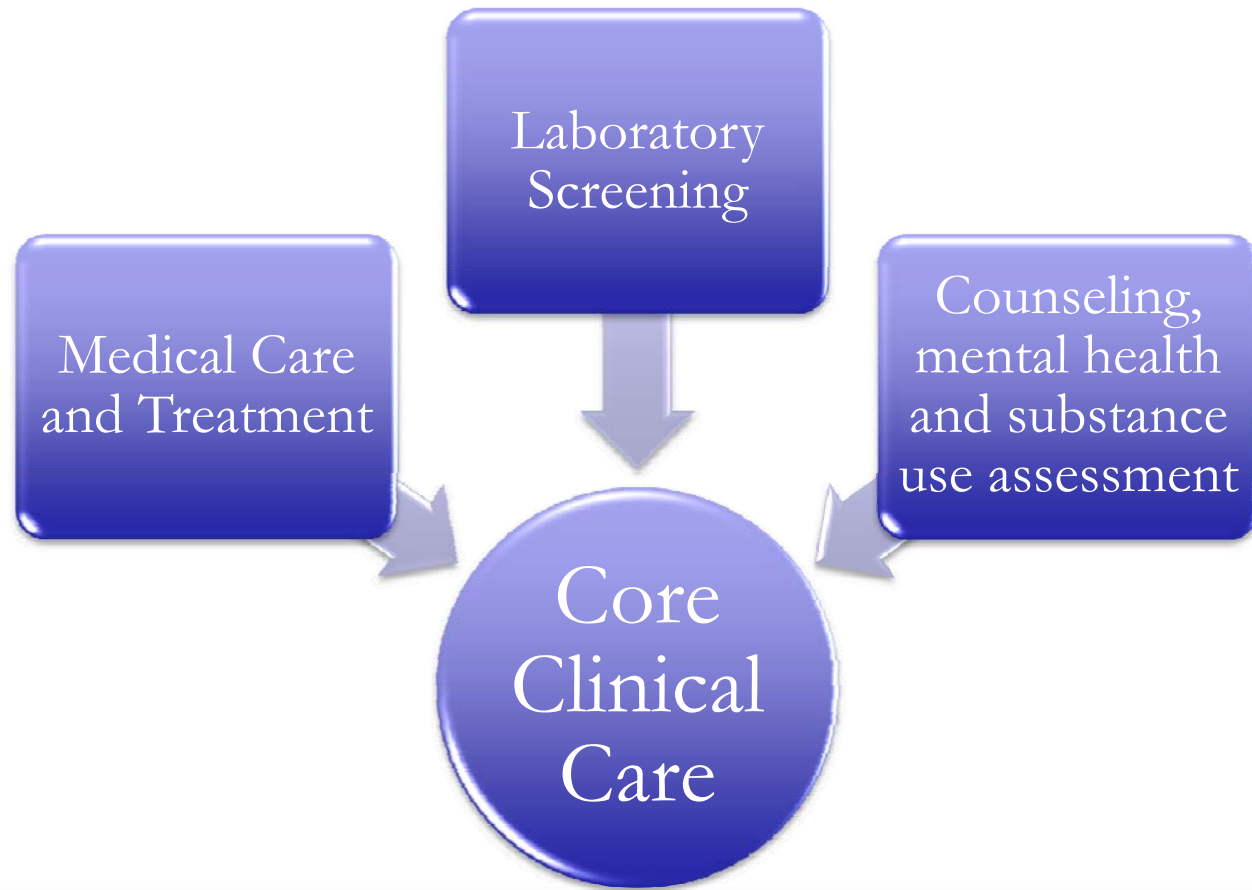 Laboratory
Screening
Medical Care
and Treatment
Counseling,
mental health
and substance
use assessment
Core
Clinical
Care